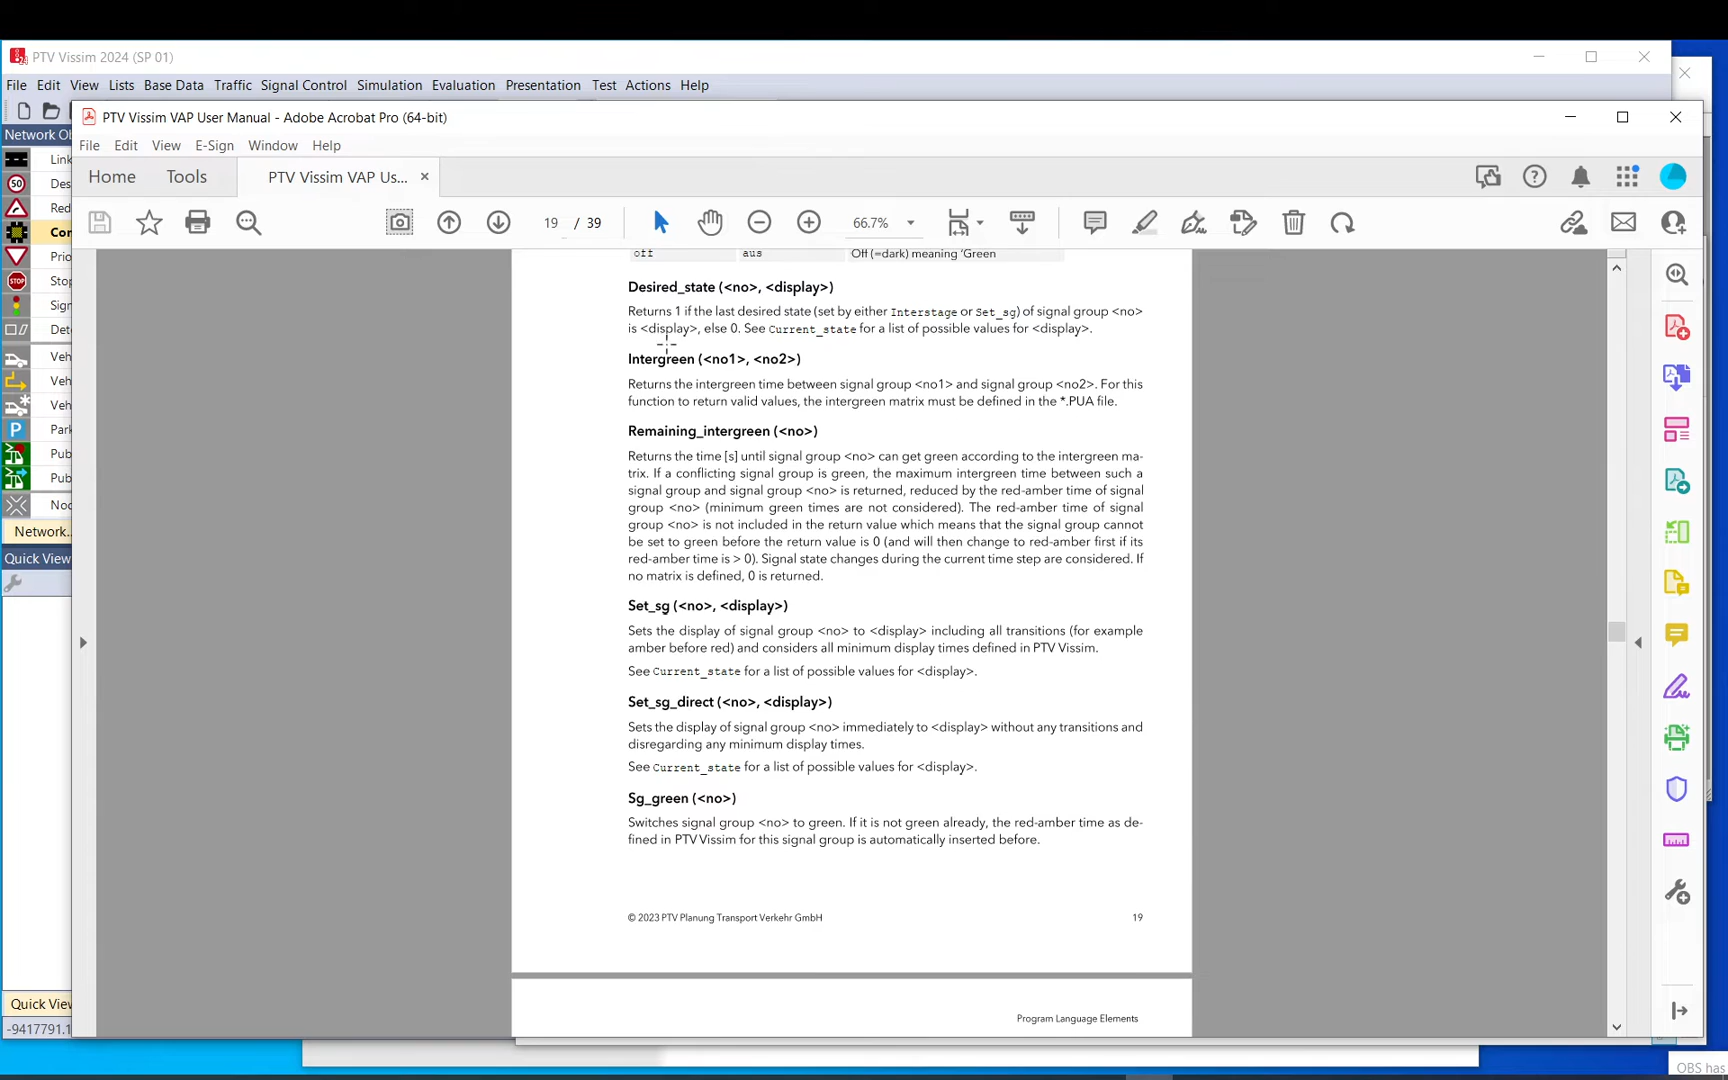 PTV Vissim 2024 (SP 01)
File Edit View Lists Base Data Traffic Signal Control Simulation Evaluation Presentation Test Actions Help
PTV Vissim VAP User Manual - Adobe Acrobat Pro (64-bit)
Network Ob
File Edit View E-Sign Window Help
Link
Home Tools PTV Vissim VAP Us...
50 Des
Red
19 / 39 66.7%
Con
off aus Off (=dark) meaning 'Green
Prio
STOP Stop
Desired_state (<no>, <display>)
Sign
Returns 1 if the last desired state (set by either Interstage or Set_sg) of signal group <no>
is <display>, else 0. See Current_state for a list of possible values for <display>.
Det
Intergreen (<no1>, <no2>)
Veh
Returns the intergreen time between signal group <no1> and signal group <no2>. For this
Veh
function to return valid values, the intergreen matrix must be defined in the *.PUA file.
Veh
Remaining_intergreen (<no>)
P Park
Returns the time [s] until signal group <no> can get green according to the intergreen ma-
Pub
trix. If a conflicting signal group is green, the maximum intergreen time between such a
Pub
signal group and signal group <no> is returned, reduced by the red-amber time of signal
group <no> (minimum green times are not considered). The red-amber time of signal
Nod
group <no> is not included in the return value which means that the signal group cannot
Network...
be set to green before the return value is 0 (and will then change to red-amber first if its
red-amber time is > 0). Signal state changes during the current time step are considered. If
Quick View
no matrix is defined, 0 is returned.
Set_sg (<no>, <display>)
Sets the display of signal group <no> to <display> including all transitions (for example
amber before red) and considers all minimum display times defined in PTV Vissim.
See Current_state for a list of possible values for <display>.
Set_sg_direct (<no>, <display>)
Sets the display of signal group <no> immediately to <display> without any transitions and
disregarding any minimum display times.
See Current_state for a list of possible values for <display>.
Sg_green (<no>)
Switches signal group <no> to green. If it is not green already, the red-amber time as de-
fined in PTV Vissim for this signal group is automatically inserted before.
© 2023 PTV Planung Transport Verkehr GmbH 19
Quick View
Program Language Elements
-9417791.1
OBS has